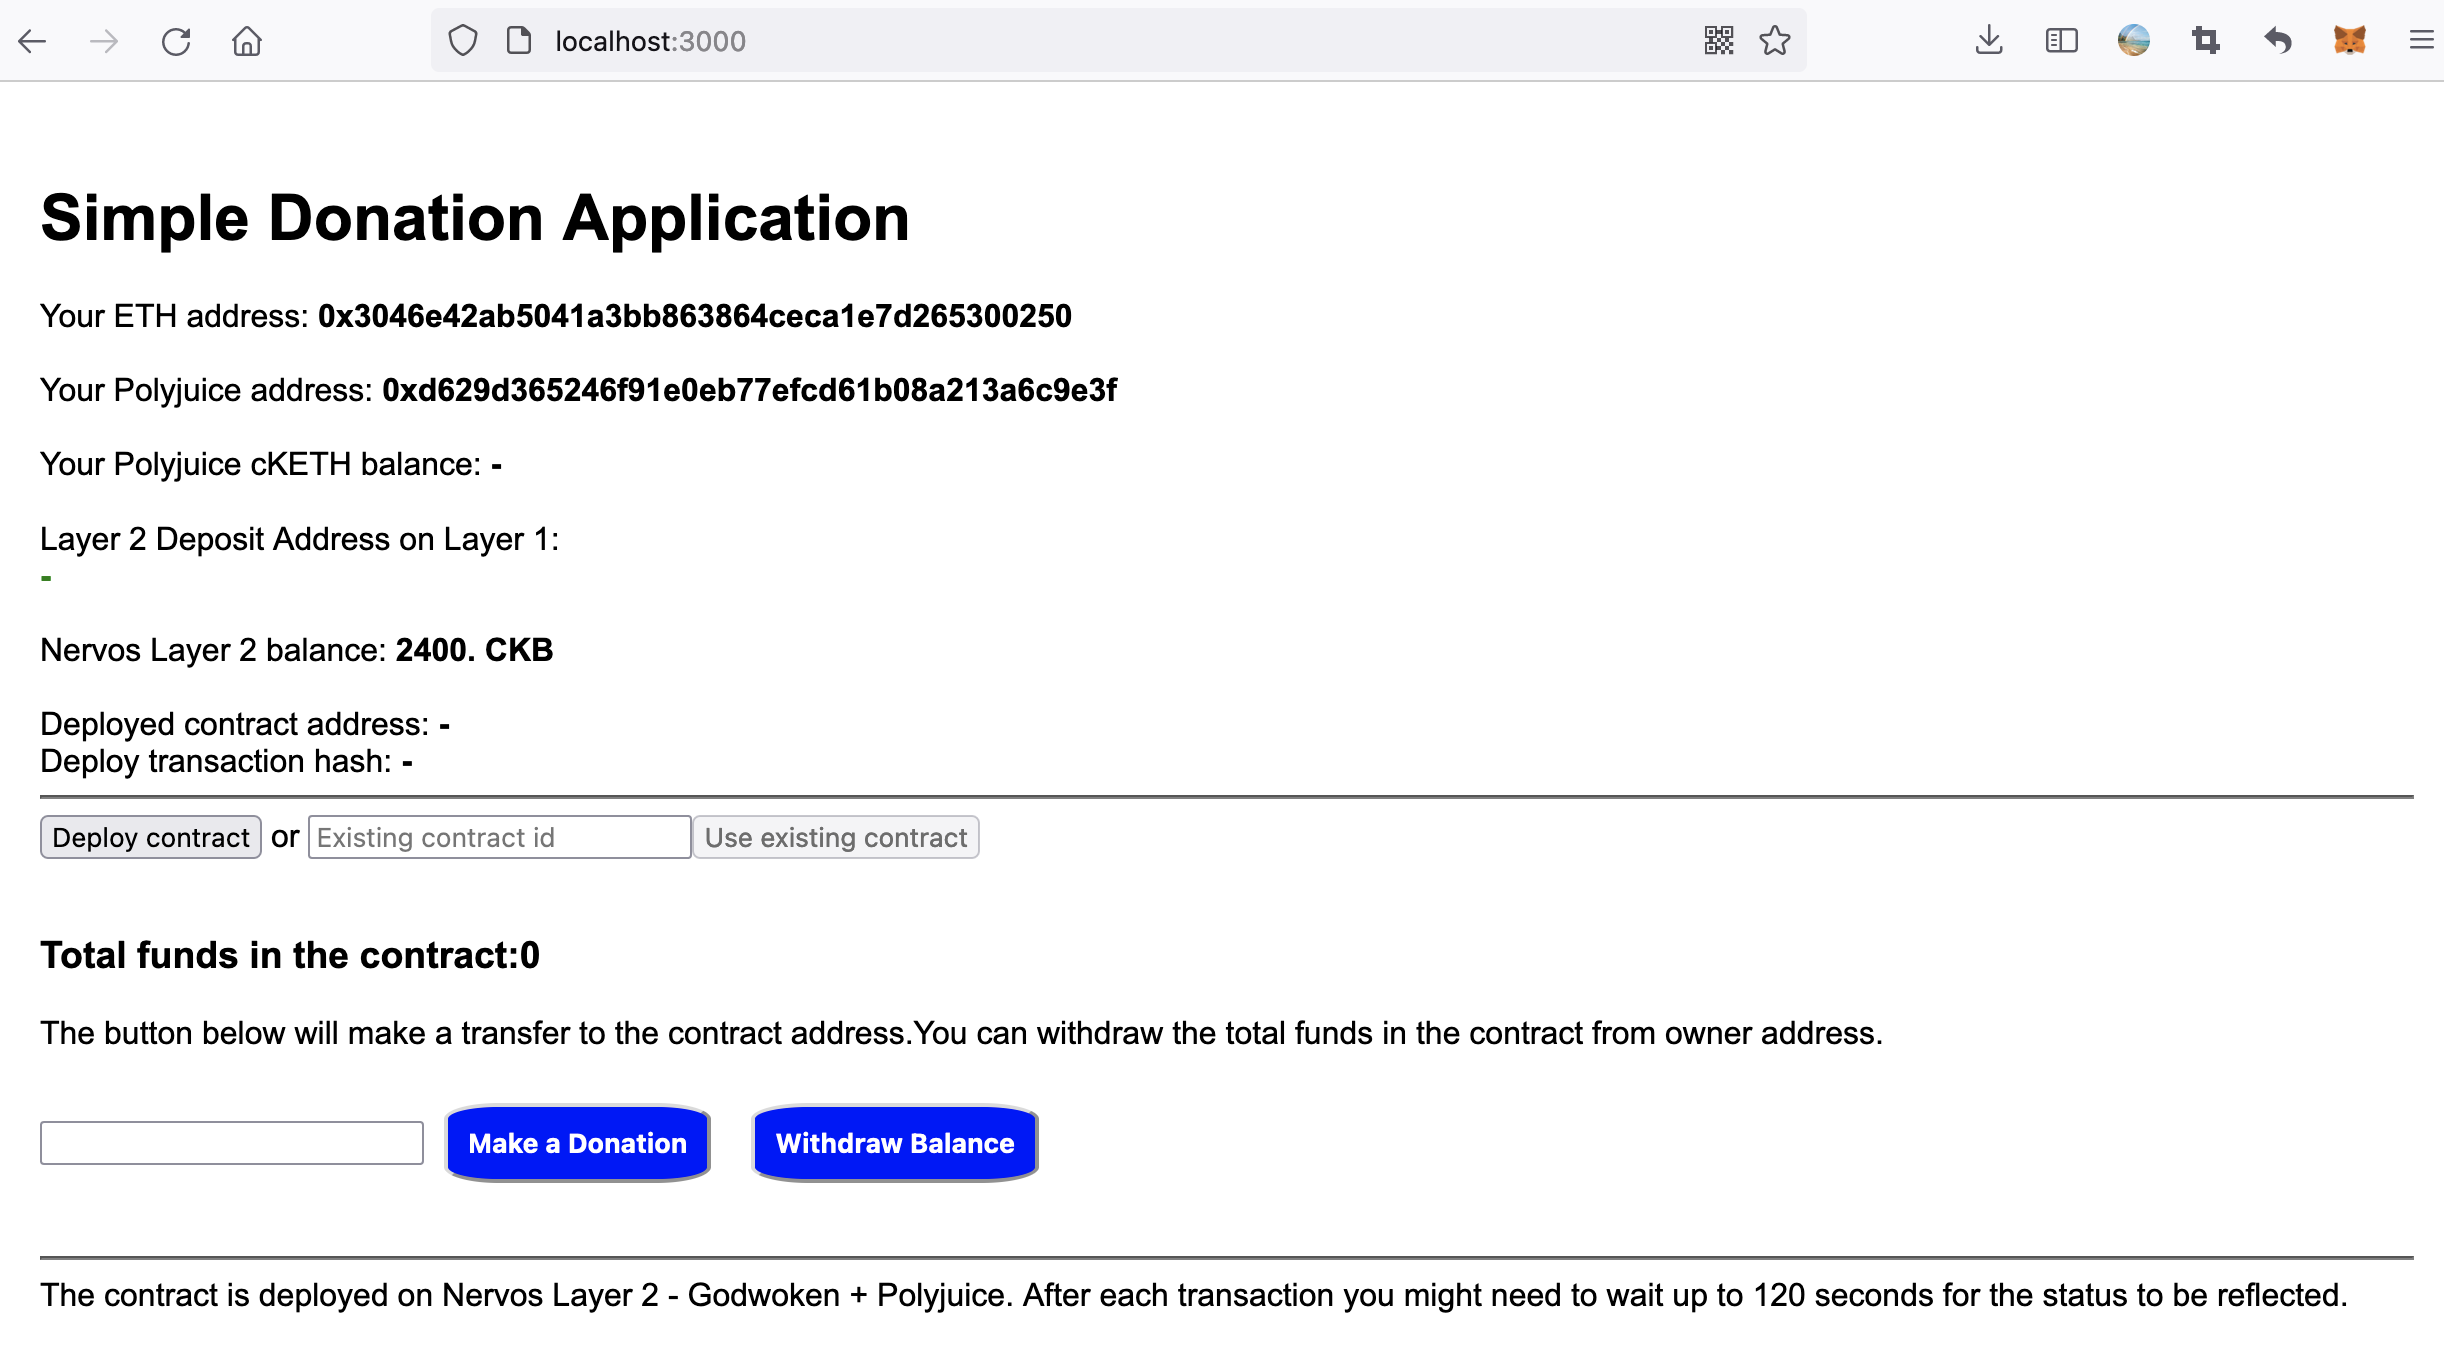 localhost:3000
Simple Donation Application
Your ETH address: 0x3046e42ab5041a3bb863864ceca1e7d265300250
Your Polyjuice address: 0xd629d365246f91e0eb77efcd61b08a213a6c9e3f
Your Polyjuice cKETH balance: -
Layer 2 Deposit Address on Layer 1:
-
Nervos Layer 2 balance: 2400. CKB
Deployed contract address: -
Deploy transaction hash: -
Deploy contract or Existing contract id Use existing contract
Total funds in the contract:0
The button below will make a transfer to the contract address.You can withdraw the total funds in the contract from owner address.
Make a Donation Withdraw Balance
The contract is deployed on Nervos Layer 2 - Godwoken + Polyjuice. After each transaction you might need to wait up to 120 seconds for the status to be reflected.